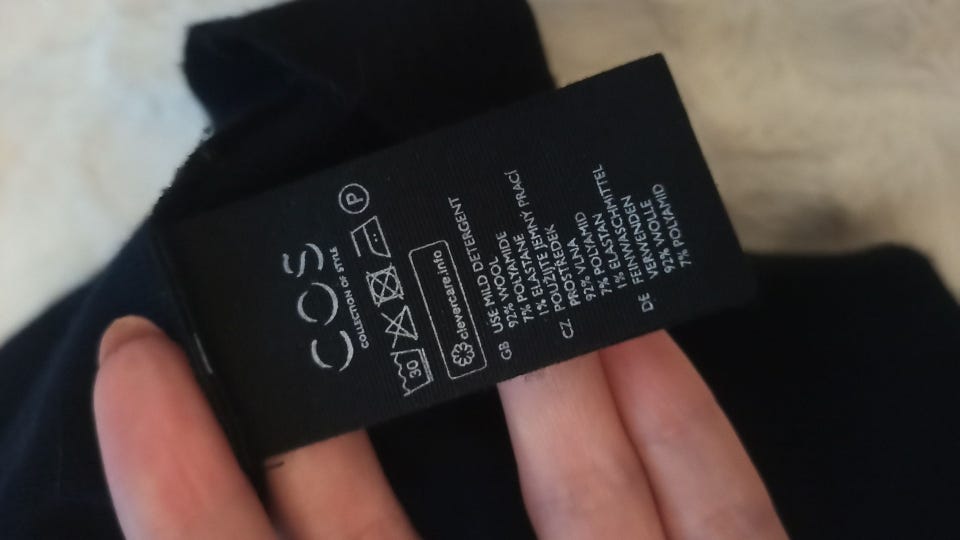 COS
COLLECTION OF STYLE
30 P
clevercare.info
GB USE MILD DETERGENT
92% WOOL
7% POLYAMIDE
1% ELASTANE
CZ POUŽIJTE JEMNÝ PRACÍ
PROSTŘEDEK
92% VLNA
7% POLYAMID
1% ELASTAN
DE FEINWASCHMITTEL
VERWENDEN
92% WOLLE
7% POLYAMID